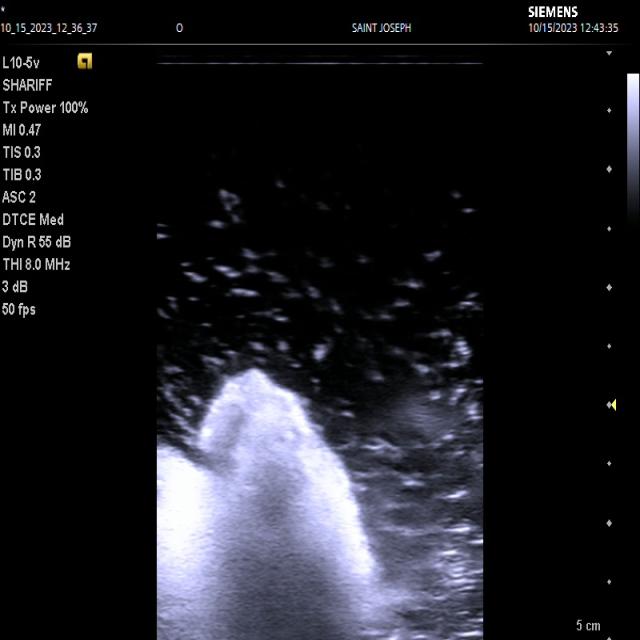 *
SIEMENS
10_15_2023_12_36_37 O SAINT JOSEPH 10/15/2023 12:43:35
L10-5v
SHARIFF
Tx Power 100%
MI 0.47
TIS 0.3
TIB 0.3
ASC 2
DTCE Med
Dyn R 55 dB
THI 8.0 MHz
3 dB
50 fps
5 cm